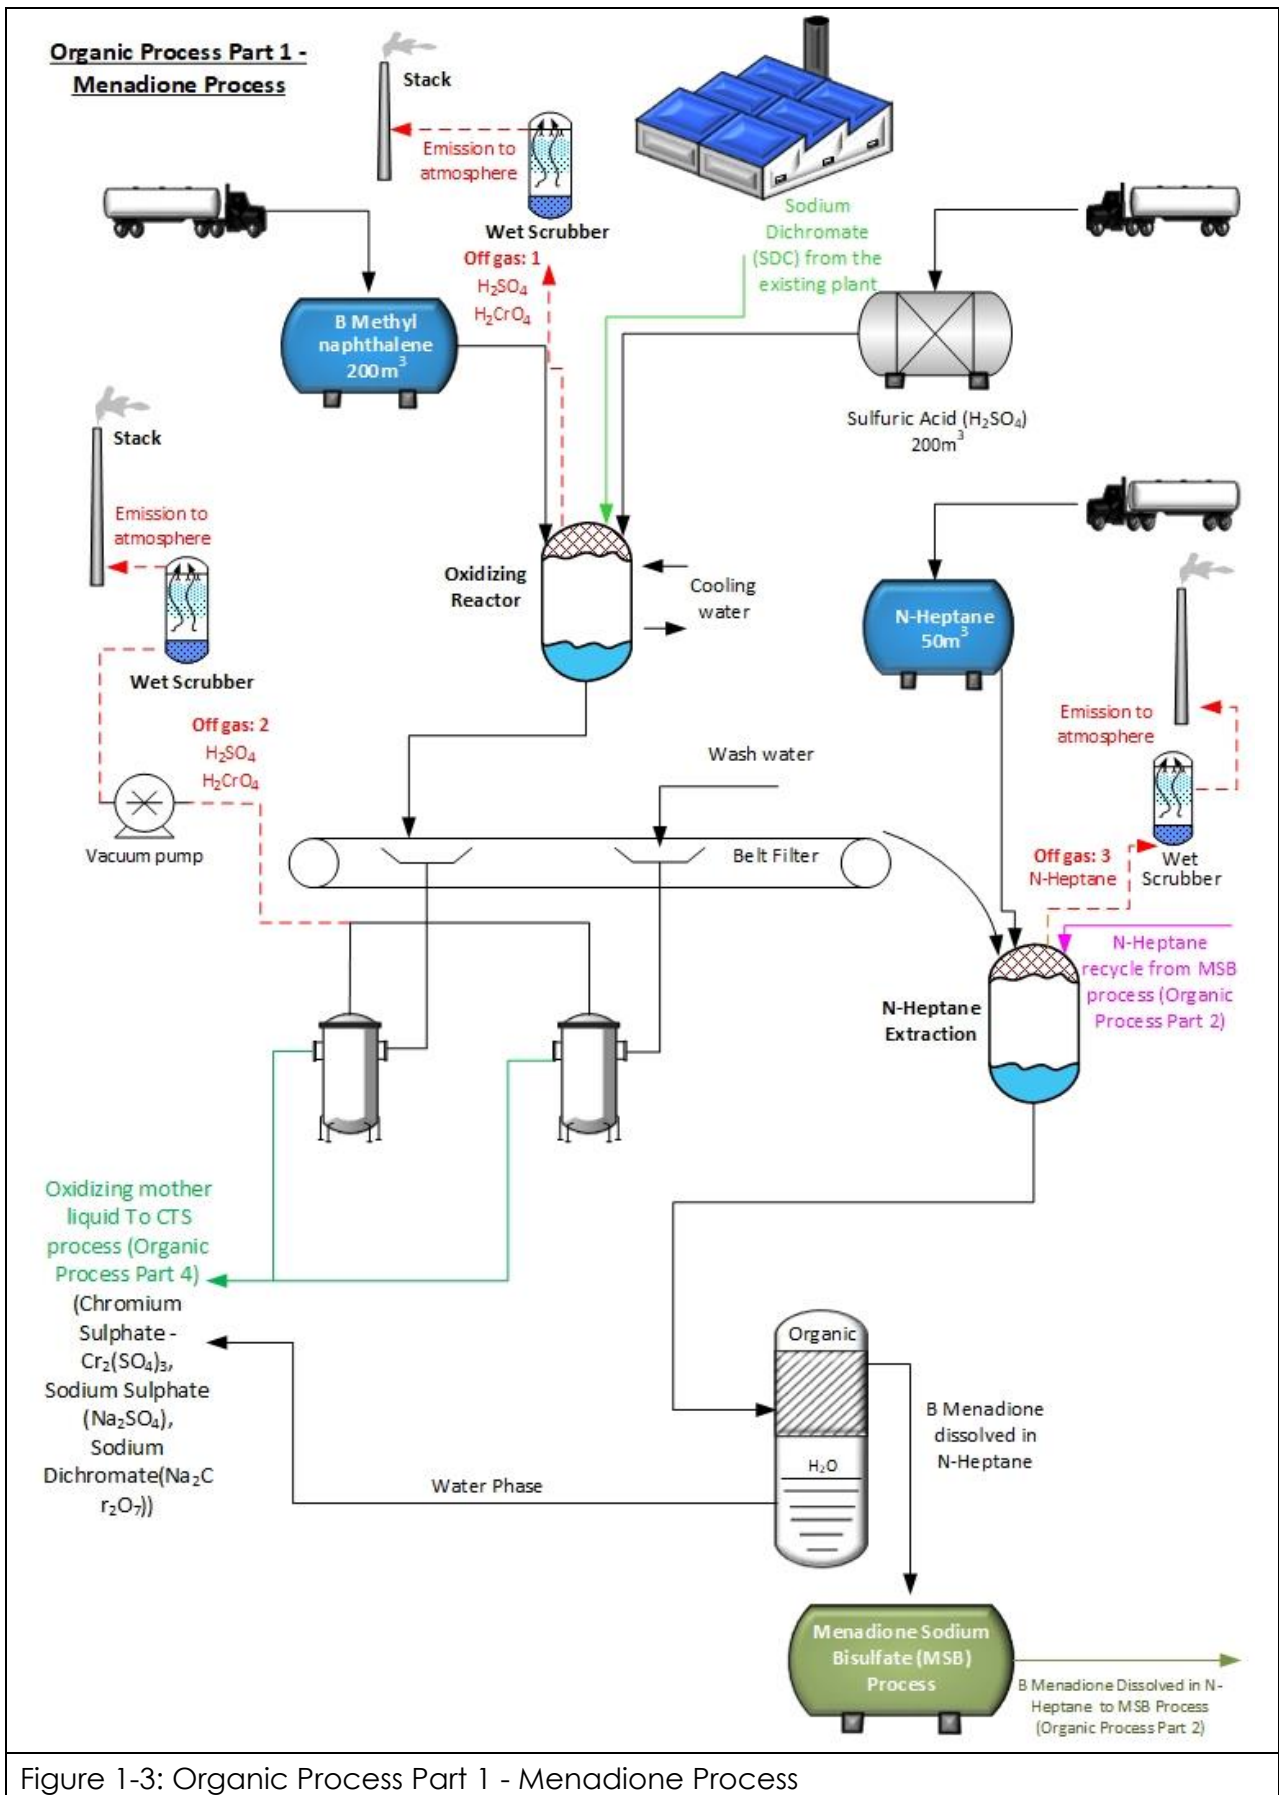 Organic Process Part 1 -
Menadione Process
Stack
Emission to
atmosphere
Wet Scrubber
Off gas: 1
H₂SO₄
H₂CrO₄
Sodium
Dichromate
(SDC) from the
existing plant
B Methyl
naphthalene
200m³
Sulfuric Acid (H₂SO₄)
200m³
Stack
Emission to
atmosphere
Wet Scrubber
Oxidizing
Reactor
Cooling
water
N-Heptane
50m³
Off gas: 2
H₂SO₄
H₂CrO₄
Vacuum pump
Wash water
Belt Filter
Emission to
atmosphere
Off gas: 3
N-Heptane
Wet
Scrubber
N-Heptane
recycle from MSB
process (Organic
Process Part 2)
N-Heptane
Extraction
Oxidizing mother
liquid To CTS
process (Organic
Process Part 4)
(Chromium
Sulphate -
Cr₂(SO₄)₃,
Sodium Sulphate
(Na₂SO₄),
Sodium
Dichromate(Na₂C
r₂O₇))
Organic
H₂O
Water Phase
B Menadione
dissolved in
N-Heptane
Menadione Sodium
Bisulfate (MSB)
Process
B Menadione Dissolved in N-
Heptane to MSB Process
(Organic Process Part 2)
Figure 1-3: Organic Process Part 1 - Menadione Process